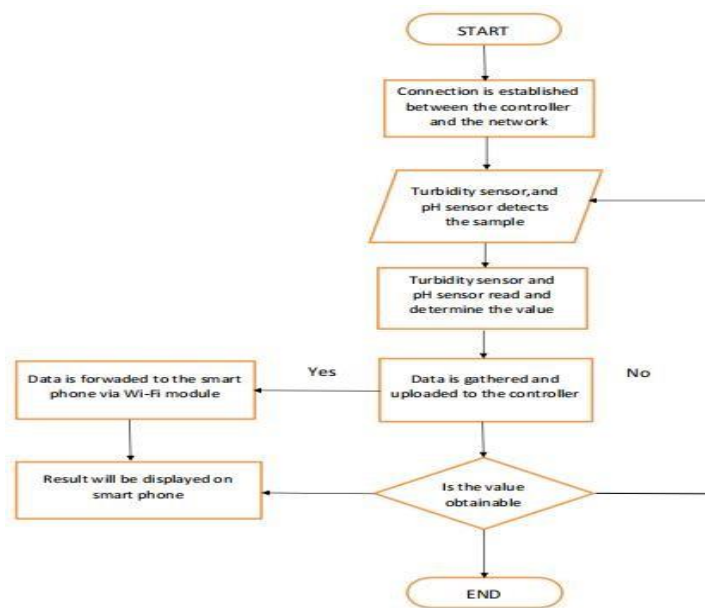 START
Connection is established
between the controller
and the network
Turbidity sensor,and
pH sensor detects
the sample
Turbidity sensor and
pH sensor read and
determine the value
Yes
No
Data is forwaded to the smart
phone via Wi-Fi module
Data is gathered and
uploaded to the controller
Result will be displayed on
smart phone
Is the value
obtainable
END